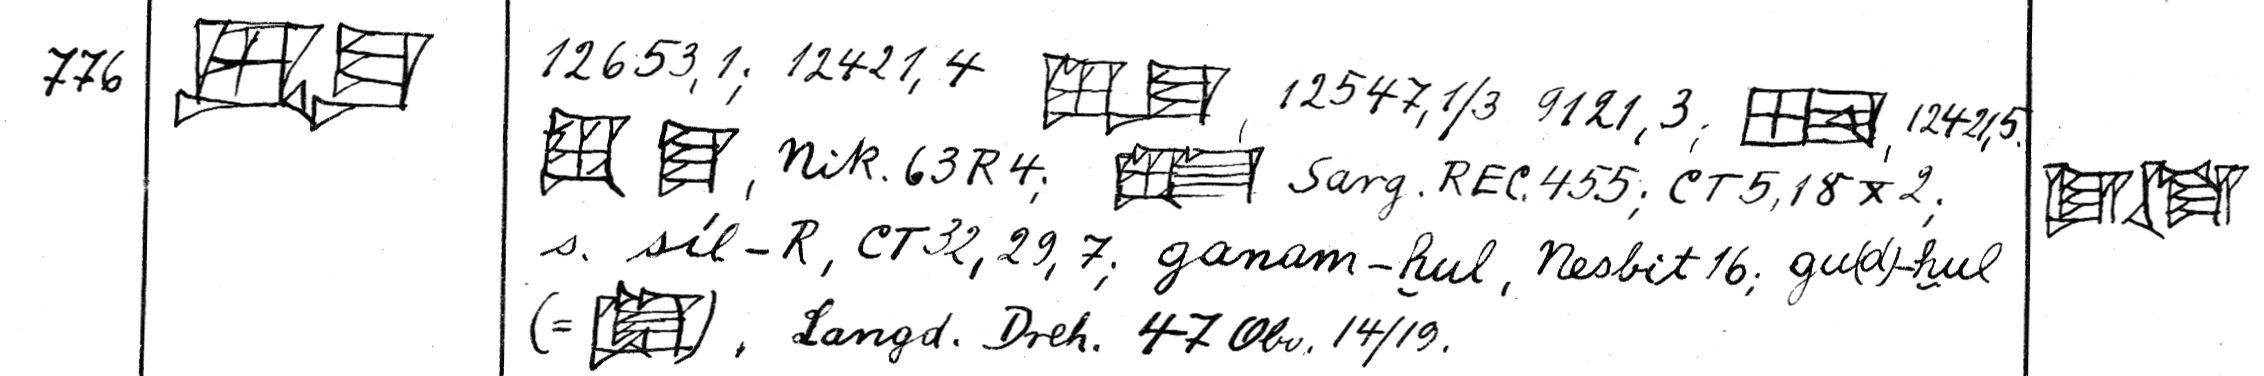 776 12653,1; 12421,4 , 12547,1/3 9121,3; , 12421,5.
, Nik. 63 R 4; Sarg. REC. 455; CT 5, 18 x 2;
s. síl-R, CT 32, 29, 7; ganam-ḫul, Nesbit 16; gu(d)-ḫul
(= ), Langd. Dreh. 47 Obv. 14/19.